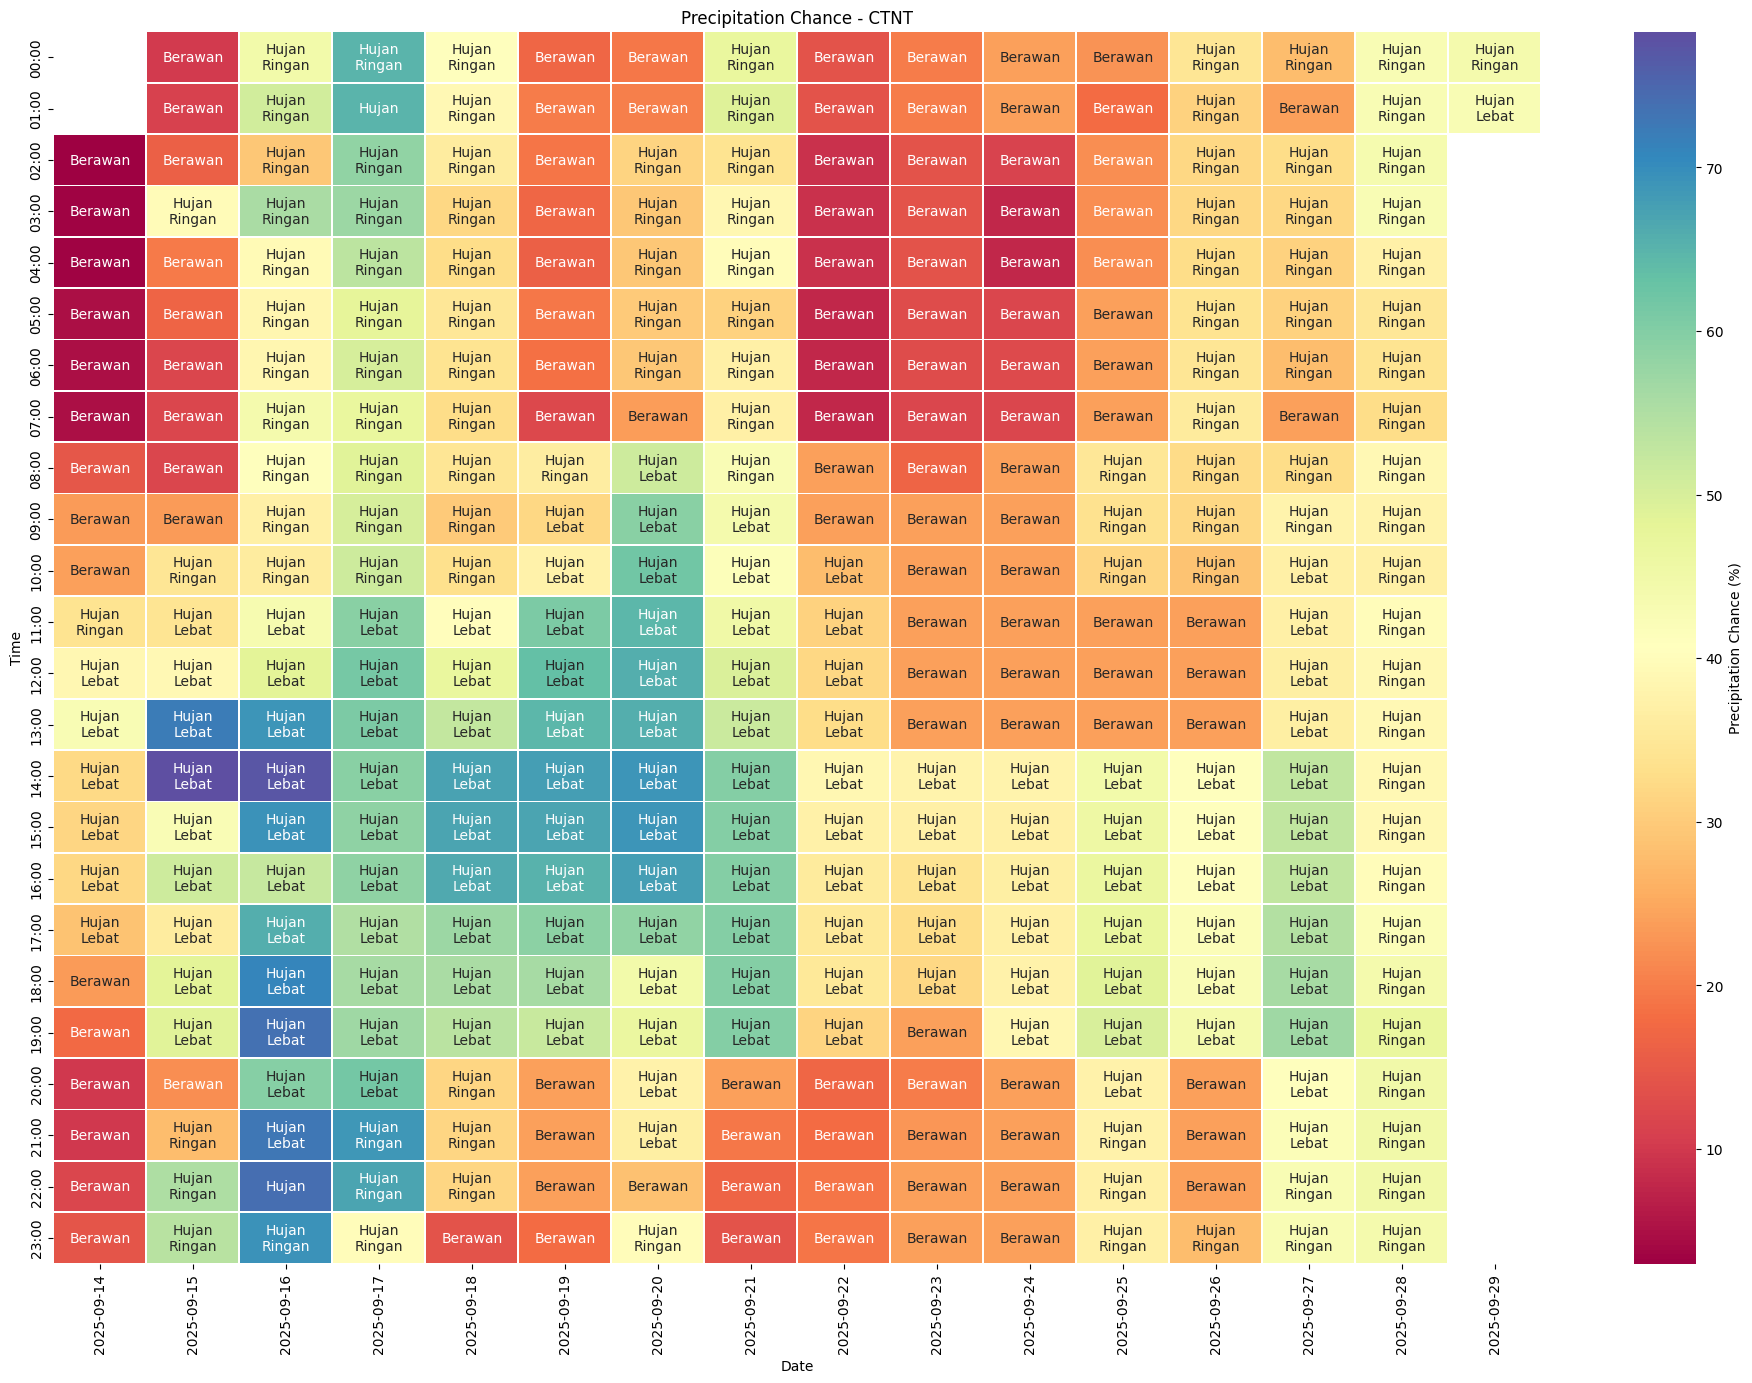 Precipitation Chance - CTNT
00:00 Berawan Hujan Ringan Hujan Ringan Hujan Ringan Berawan Berawan Hujan Ringan Berawan Berawan Berawan Berawan Hujan Ringan Hujan Ringan Hujan Ringan Hujan Ringan
01:00 Berawan Hujan Ringan Hujan Hujan Ringan Berawan Berawan Hujan Ringan Berawan Berawan Berawan Berawan Hujan Ringan Berawan Hujan Ringan Hujan Lebat
02:00 Berawan Berawan Hujan Ringan Hujan Ringan Hujan Ringan Berawan Hujan Ringan Hujan Ringan Berawan Berawan Berawan Berawan Hujan Ringan Hujan Ringan Hujan Ringan
03:00 Berawan Hujan Ringan Hujan Ringan Hujan Ringan Hujan Ringan Berawan Hujan Ringan Hujan Ringan Berawan Berawan Berawan Berawan Hujan Ringan Hujan Ringan Hujan Ringan
04:00 Berawan Berawan Hujan Ringan Hujan Ringan Hujan Ringan Berawan Hujan Ringan Hujan Ringan Berawan Berawan Berawan Berawan Hujan Ringan Hujan Ringan Hujan Ringan
05:00 Berawan Berawan Hujan Ringan Hujan Ringan Hujan Ringan Berawan Hujan Ringan Hujan Ringan Berawan Berawan Berawan Berawan Hujan Ringan Hujan Ringan Hujan Ringan
06:00 Berawan Berawan Hujan Ringan Hujan Ringan Hujan Ringan Berawan Hujan Ringan Hujan Ringan Berawan Berawan Berawan Berawan Hujan Ringan Hujan Ringan Hujan Ringan
07:00 Berawan Berawan Hujan Ringan Hujan Ringan Hujan Ringan Berawan Berawan Hujan Ringan Berawan Berawan Berawan Berawan Hujan Ringan Berawan Hujan Ringan
08:00 Berawan Berawan Hujan Ringan Hujan Ringan Hujan Ringan Hujan Ringan Hujan Lebat Hujan Ringan Berawan Berawan Berawan Hujan Ringan Hujan Ringan Hujan Ringan Hujan Ringan
09:00 Berawan Berawan Hujan Ringan Hujan Ringan Hujan Ringan Hujan Lebat Hujan Lebat Hujan Lebat Berawan Berawan Berawan Hujan Ringan Hujan Ringan Hujan Ringan Hujan Ringan
10:00 Berawan Hujan Ringan Hujan Ringan Hujan Ringan Hujan Ringan Hujan Lebat Hujan Lebat Hujan Lebat Hujan Lebat Berawan Berawan Hujan Ringan Hujan Ringan Hujan Lebat Hujan Ringan
11:00 Hujan Ringan Hujan Lebat Hujan Lebat Hujan Lebat Hujan Lebat Hujan Lebat Hujan Lebat Hujan Lebat Hujan Lebat Berawan Berawan Berawan Berawan Hujan Lebat Hujan Ringan
12:00 Hujan Lebat Hujan Lebat Hujan Lebat Hujan Lebat Hujan Lebat Hujan Lebat Hujan Lebat Hujan Lebat Hujan Lebat Berawan Berawan Berawan Berawan Hujan Lebat Hujan Ringan
13:00 Hujan Lebat Hujan Lebat Hujan Lebat Hujan Lebat Hujan Lebat Hujan Lebat Hujan Lebat Hujan Lebat Hujan Lebat Berawan Berawan Berawan Berawan Hujan Lebat Hujan Ringan
14:00 Hujan Lebat Hujan Lebat Hujan Lebat Hujan Lebat Hujan Lebat Hujan Lebat Hujan Lebat Hujan Lebat Hujan Lebat Hujan Lebat Hujan Lebat Hujan Lebat Hujan Lebat Hujan Lebat Hujan Ringan
15:00 Hujan Lebat Hujan Lebat Hujan Lebat Hujan Lebat Hujan Lebat Hujan Lebat Hujan Lebat Hujan Lebat Hujan Lebat Hujan Lebat Hujan Lebat Hujan Lebat Hujan Lebat Hujan Lebat Hujan Ringan
16:00 Hujan Lebat Hujan Lebat Hujan Lebat Hujan Lebat Hujan Lebat Hujan Lebat Hujan Lebat Hujan Lebat Hujan Lebat Hujan Lebat Hujan Lebat Hujan Lebat Hujan Lebat Hujan Lebat Hujan Ringan
17:00 Hujan Lebat Hujan Lebat Hujan Lebat Hujan Lebat Hujan Lebat Hujan Lebat Hujan Lebat Hujan Lebat Hujan Lebat Hujan Lebat Hujan Lebat Hujan Lebat Hujan Lebat Hujan Lebat Hujan Ringan
18:00 Berawan Hujan Lebat Hujan Lebat Hujan Lebat Hujan Lebat Hujan Lebat Hujan Lebat Hujan Lebat Hujan Lebat Hujan Lebat Hujan Lebat Hujan Lebat Hujan Lebat Hujan Lebat Hujan Ringan
19:00 Berawan Hujan Lebat Hujan Lebat Hujan Lebat Hujan Lebat Hujan Lebat Hujan Lebat Hujan Lebat Hujan Lebat Berawan Hujan Lebat Hujan Lebat Hujan Lebat Hujan Lebat Hujan Ringan
20:00 Berawan Berawan Hujan Lebat Hujan Lebat Hujan Ringan Berawan Hujan Lebat Berawan Berawan Berawan Berawan Hujan Lebat Berawan Hujan Lebat Hujan Ringan
21:00 Berawan Hujan Ringan Hujan Lebat Hujan Ringan Hujan Ringan Berawan Hujan Lebat Berawan Berawan Berawan Berawan Hujan Ringan Berawan Hujan Lebat Hujan Ringan
22:00 Berawan Hujan Ringan Hujan Hujan Ringan Hujan Ringan Berawan Berawan Berawan Berawan Berawan Berawan Hujan Ringan Berawan Hujan Ringan Hujan Ringan
23:00 Berawan Hujan Ringan Hujan Ringan Hujan Ringan Berawan Berawan Hujan Ringan Berawan Berawan Berawan Berawan Hujan Ringan Hujan Ringan Hujan Ringan Hujan Ringan
Time
2025-09-14 2025-09-15 2025-09-16 2025-09-17 2025-09-18 2025-09-19 2025-09-20 2025-09-21 2025-09-22 2025-09-23 2025-09-24 2025-09-25 2025-09-26 2025-09-27 2025-09-28 2025-09-29
Date
70
60
50
40
30
20
10
Precipitation Chance (%)